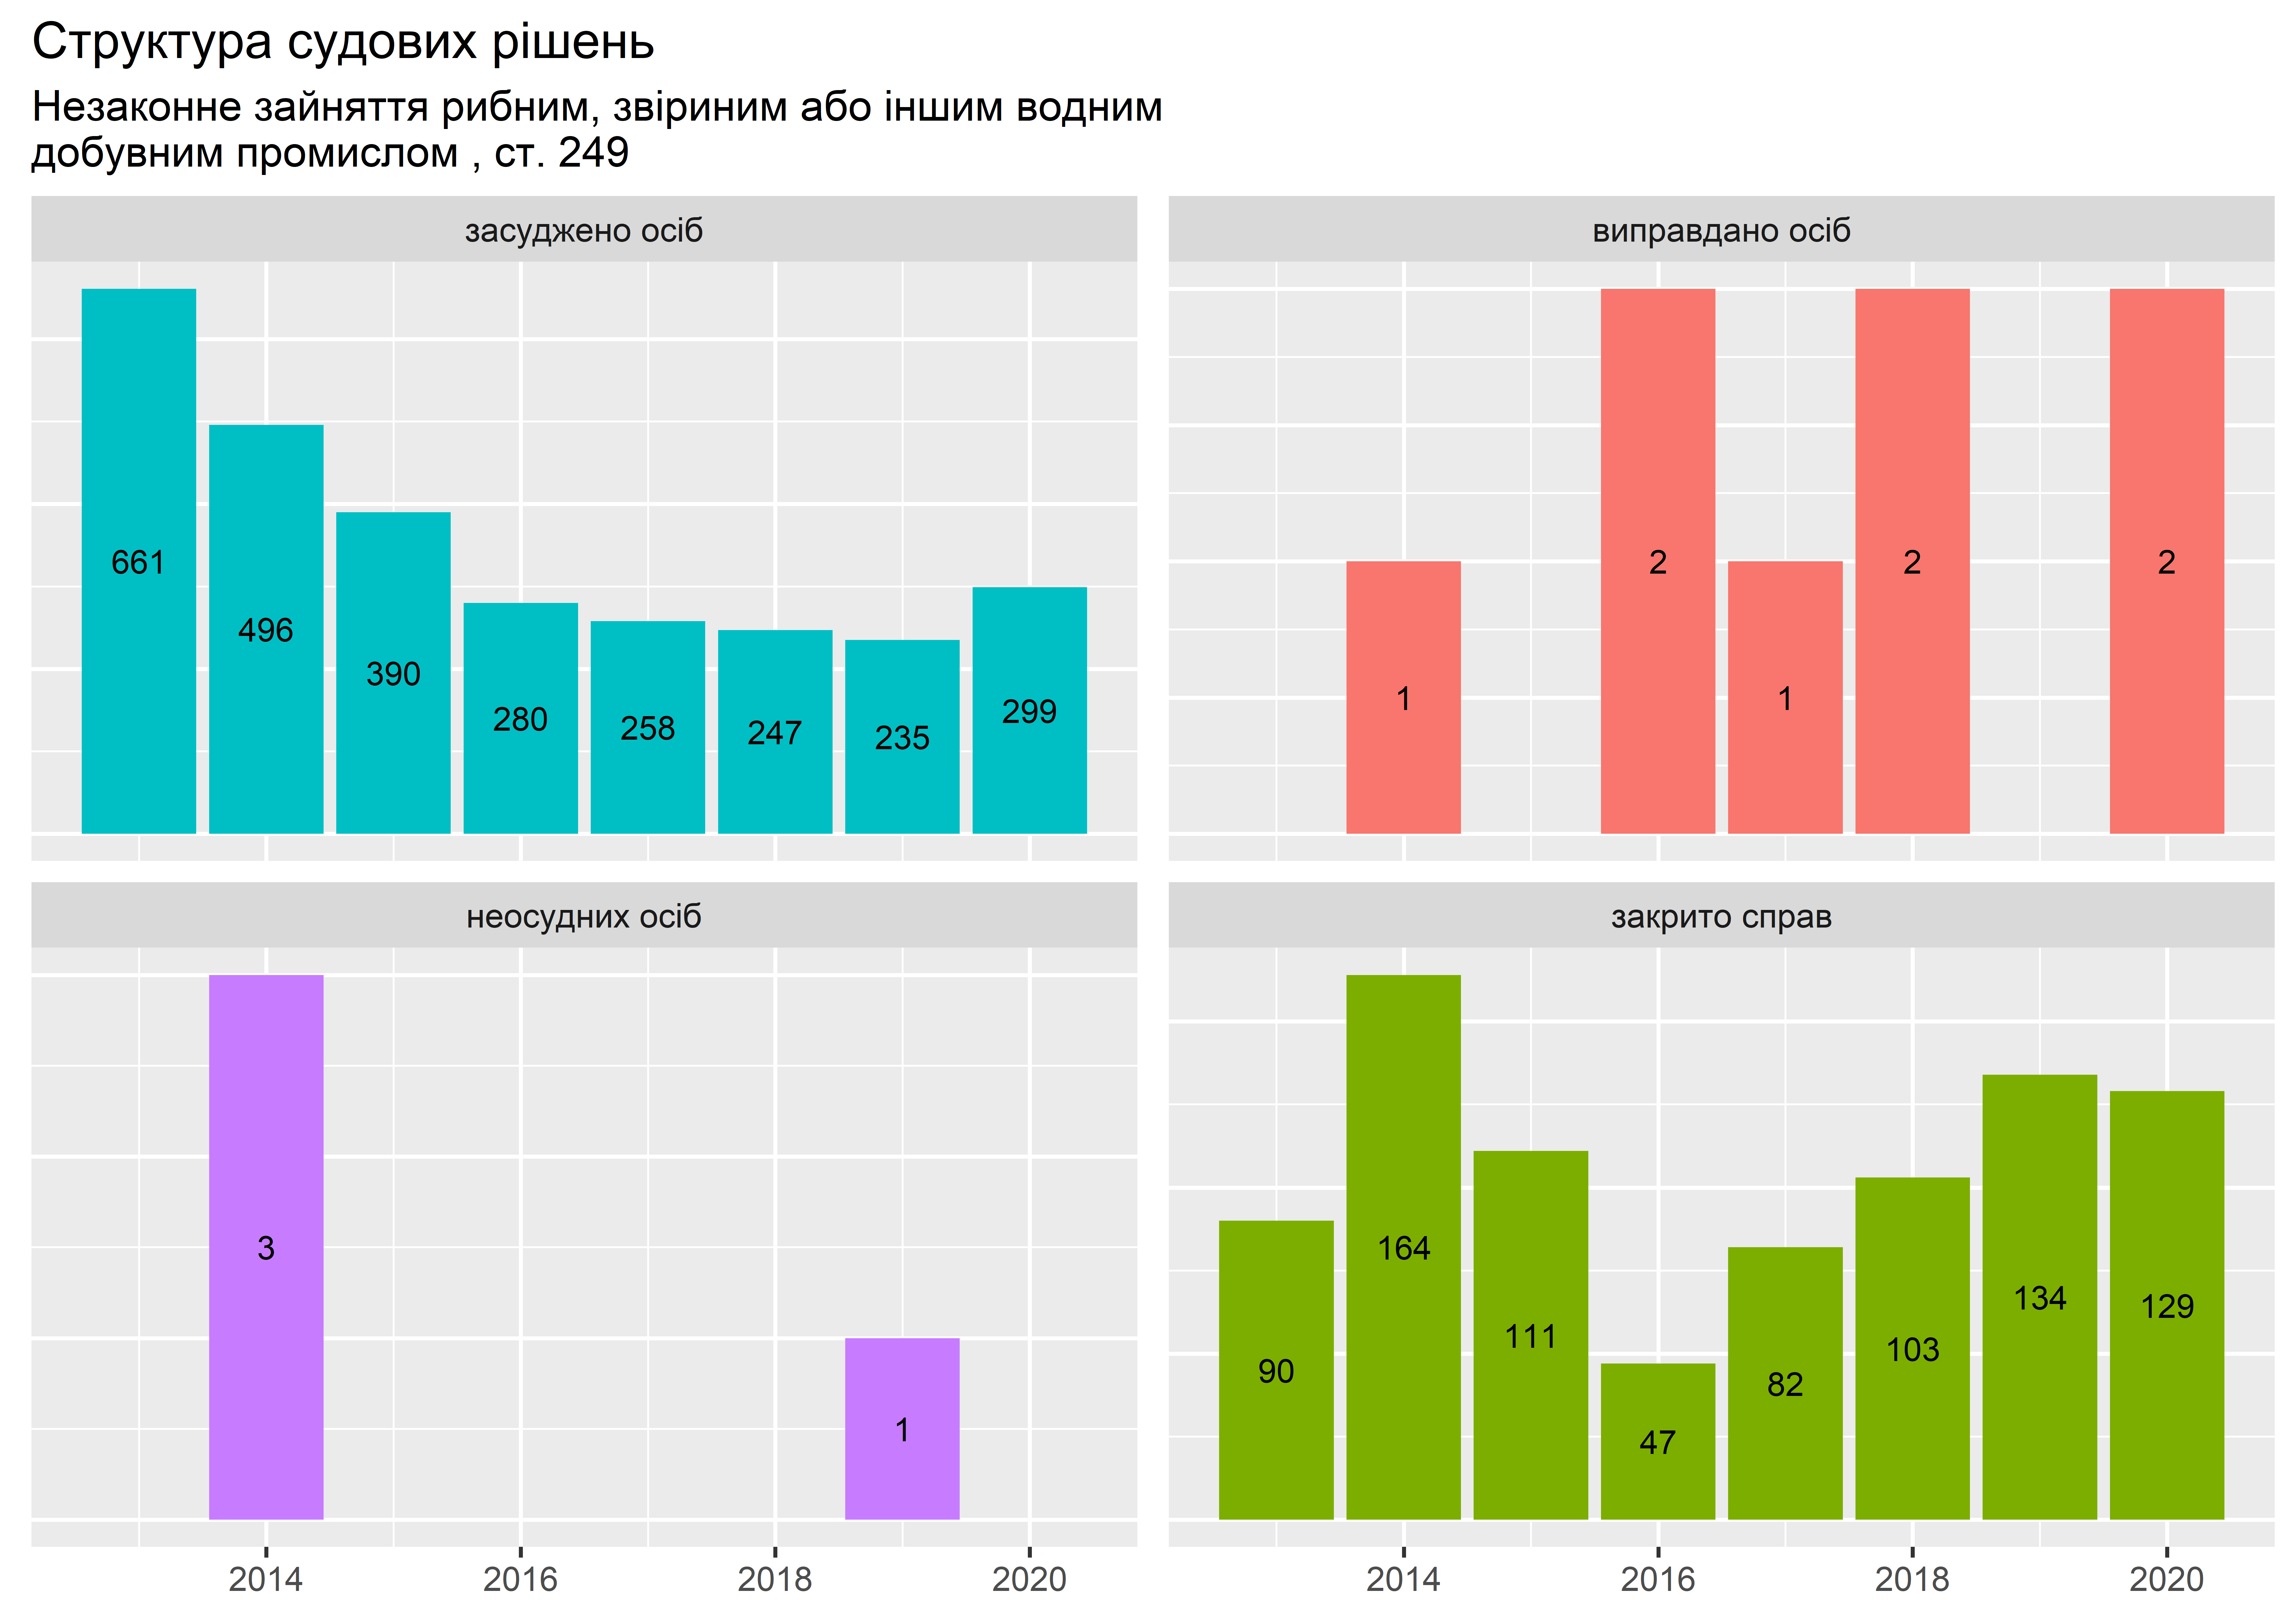 Структура судових рішень
Незаконне зайняття рибним, звіриним або іншим водним
добувним промислом , ст. 249
засуджено осіб
661
496
390
280
258
247
235
299
виправдано осіб
1
2
1
2
2
неосудних осіб
3
1
2014 2016 2018 2020
закрито справ
90
164
111
47
82
103
134
129
2014 2016 2018 2020